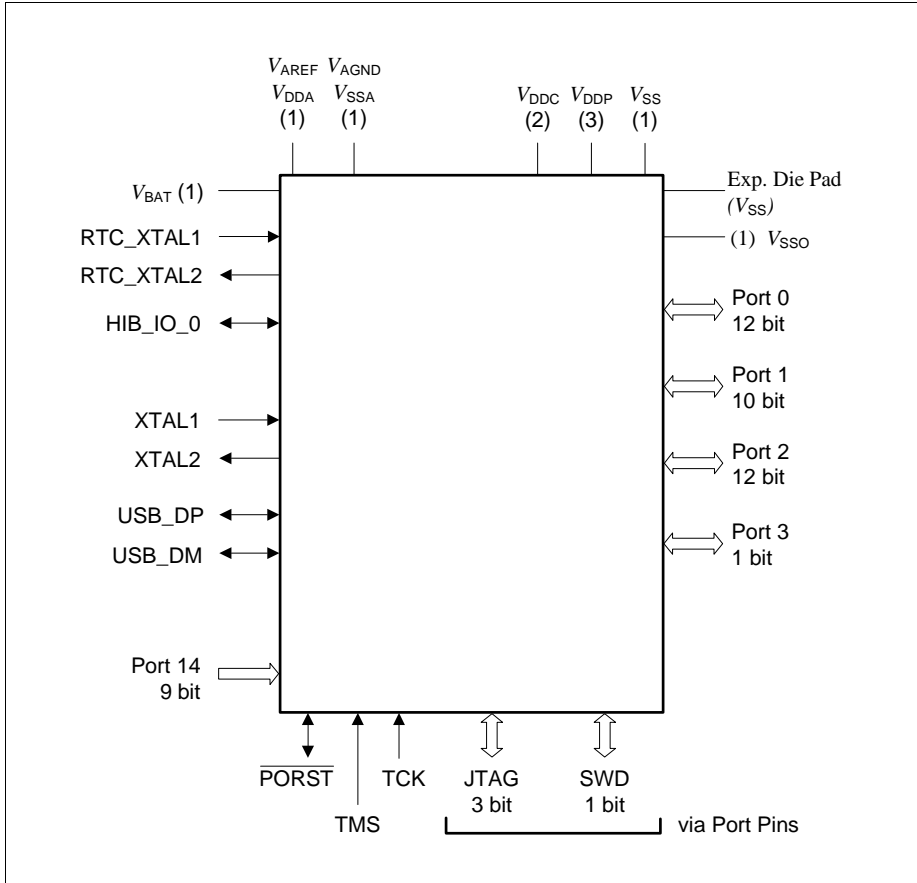 VAREF VAGND
VDDA VSSA
(1) (1)
VDDC VDDP VSS
(2) (3) (1)
VBAT (1)
Exp. Die Pad
(VSS)
RTC_XTAL1
(1) VSSO
RTC_XTAL2
HIB_IO_0
Port 0
12 bit
Port 1
10 bit
XTAL1
XTAL2
Port 2
12 bit
USB_DP
USB_DM
Port 3
1 bit
Port 14
9 bit
PORST
TCK
JTAG
3 bit
SWD
1 bit
TMS
via Port Pins